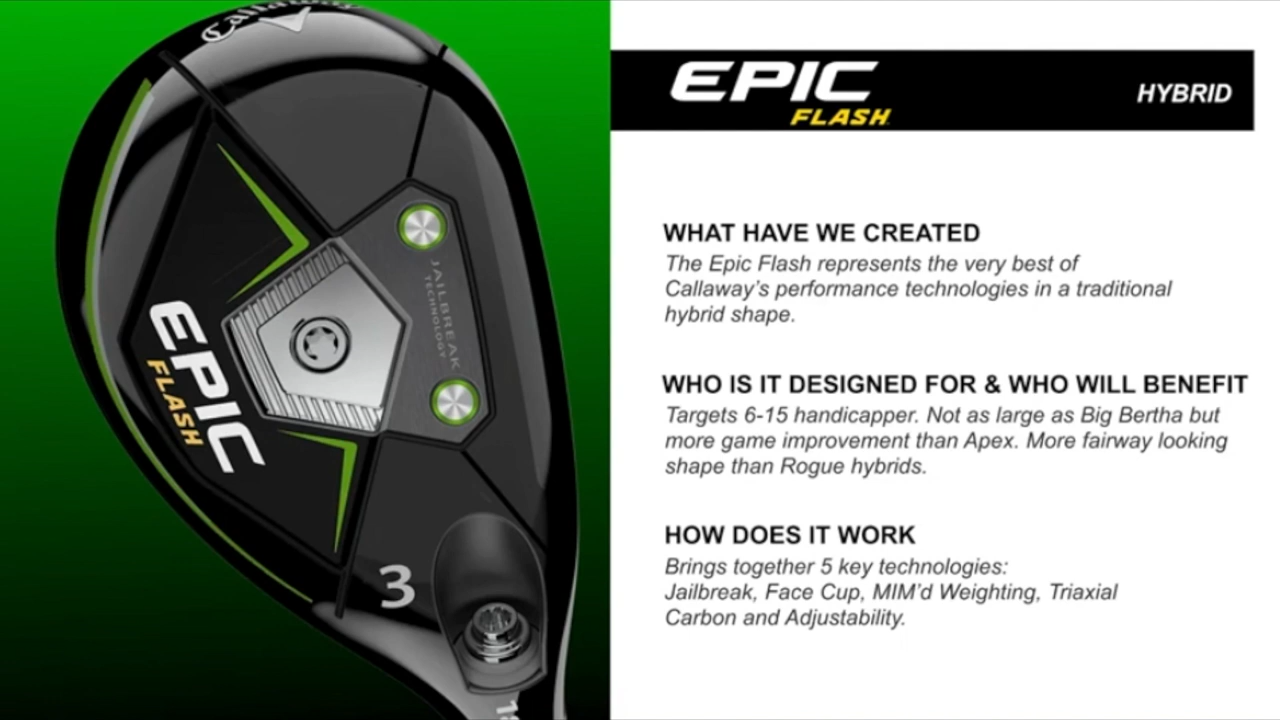 Callaway
EPIC
FLASH
JAILBREAK
TECHNOLOGY
3
EPIC
FLASH
HYBRID
WHAT HAVE WE CREATED
The Epic Flash represents the very best of
Callaway's performance technologies in a traditional
hybrid shape.
WHO IS IT DESIGNED FOR & WHO WILL BENEFIT
Targets 6-15 handicapper. Not as large as Big Bertha but
more game improvement than Apex. More fairway looking
shape than Rogue hybrids.
HOW DOES IT WORK
Brings together 5 key technologies:
Jailbreak, Face Cup, MIM'd Weighting, Triaxial
Carbon and Adjustability.